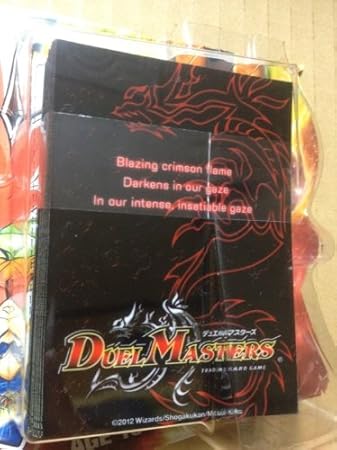 Blazing crimson flame
Darkens in our gaze
In our intense, insatiable gaze
デュエル・マスターズ
DUEL MASTERS
TRADING CARD GAME
©2012 Wizards/Shogakukan/Mitsui-Kids
AGE